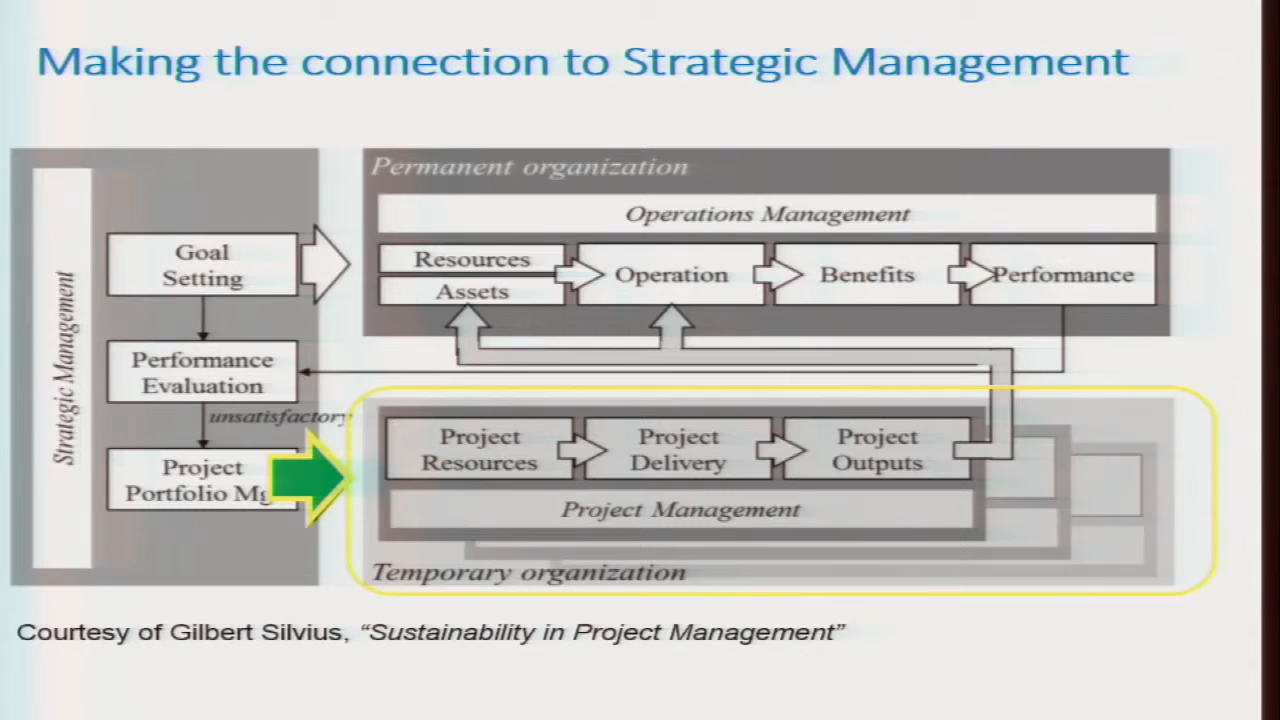 Making the connection to Strategic Management
Strategic Management
Goal
Setting
Performance
Evaluation
unsatisfactory
Project
Portfolio Mg
Permanent organization
Operations Management
Resources
Assets
Operation
Benefits
Performance
Project
Resources
Project
Delivery
Project
Outputs
Project Management
Temporary organization
Courtesy of Gilbert Silvius, “Sustainability in Project Management”